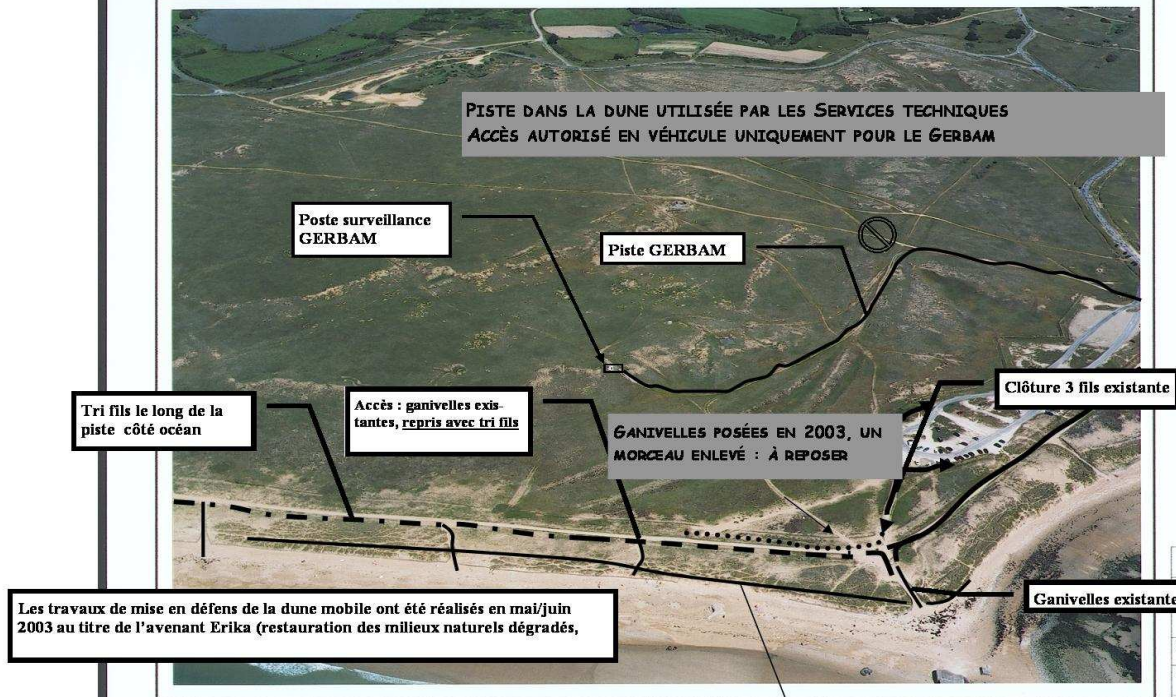 PISTE DANS LA DUNE UTILISÉE PAR LES SERVICES TECHNIQUES
ACCÈS AUTORISÉ EN VÉHICULE UNIQUEMENT POUR LE GERBAM
Poste surveillance
GERBAM
Piste GERBAM
Clôture 3 fils existante
Tri fils le long de la
piste côté océan
Accès : ganivelles exis-
tantes, repris avec tri fils
GANIVELLES POSÉES EN 2003, UN
MORCEAU ENLEVÉ : À REPOSER
Ganivelles existante
Les travaux de mise en défens de la dune mobile ont été réalisés en mai/juin
2003 au titre de l'avenant Erika (restauration des milieux naturels dégradés,